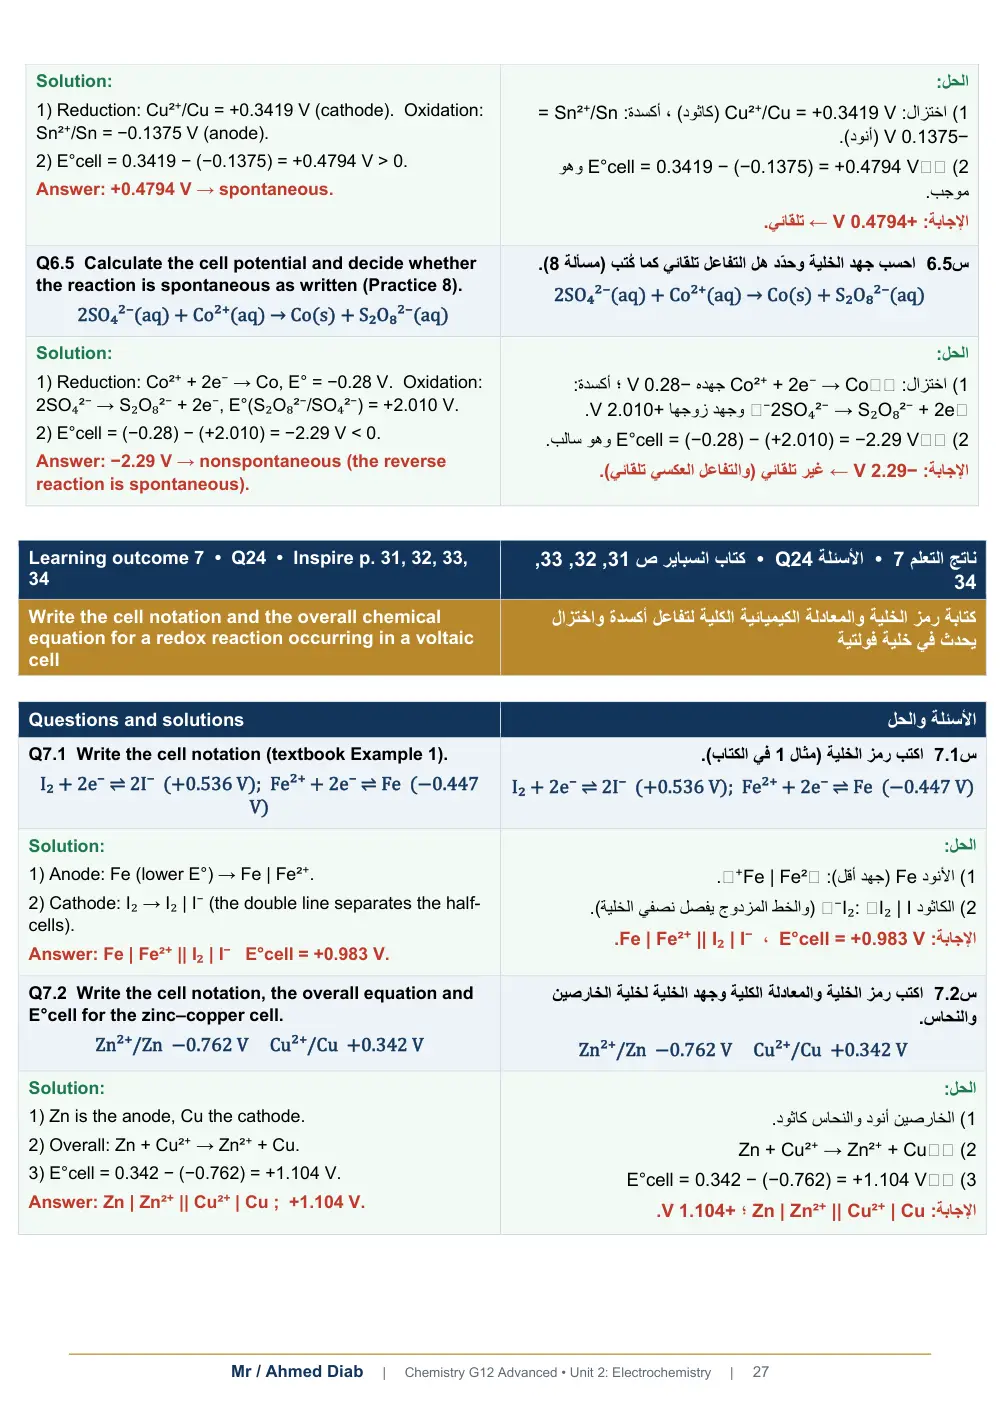 Solution:
1) Reduction: Cu²⁺/Cu = +0.3419 V (cathode).  Oxidation:
Sn²⁺/Sn = −0.1375 V (anode).
2) E°cell = 0.3419 − (−0.1375) = +0.4794 V > 0.
Answer: +0.4794 V → spontaneous.
الحل:
1) اختزال: Cu²⁺/Cu = +0.3419 V (كاثود) ، أكسدة: Sn²⁺/Sn =
−0.1375 V (أنود).
2) E°cell = 0.3419 − (−0.1375) = +0.4794 V وهو
موجب.
الإجابة: +0.4794 V ← تلقائي.
Q6.5  Calculate the cell potential and decide whether
the reaction is spontaneous as written (Practice 8).
2SO₄²⁻(aq) + Co²⁺(aq) → Co(s) + S₂O₈²⁻(aq)
س6.5  احسب جهد الخلية وحدّد هل التفاعل تلقائي كما كُتب (مسألة 8).
2SO₄²⁻(aq) + Co²⁺(aq) → Co(s) + S₂O₈²⁻(aq)
Solution:
1) Reduction: Co²⁺ + 2e⁻ → Co, E° = −0.28 V.  Oxidation:
2SO₄²⁻ → S₂O₈²⁻ + 2e⁻, E°(S₂O₈²⁻/SO₄²⁻) = +2.010 V.
2) E°cell = (−0.28) − (+2.010) = −2.29 V < 0.
Answer: −2.29 V → nonspontaneous (the reverse
reaction is spontaneous).
الحل:
1) اختزال: Co²⁺ + 2e⁻ → Co جهده −0.28 V ؛ أكسدة:
2SO₄²⁻ → S₂O₈²⁻ + 2e⁻ وجهد زوجها +2.010 V.
2) E°cell = (−0.28) − (+2.010) = −2.29 V وهو سالب.
الإجابة: −2.29 V ← غير تلقائي (والتفاعل العكسي تلقائي).
Learning outcome 7  •  Q24  •  Inspire p. 31, 32, 33,
34
ناتج التعلم 7  •  الأسئلة Q24  •  كتاب انسباير ص 31, 32, 33,
34
Write the cell notation and the overall chemical
equation for a redox reaction occurring in a voltaic
cell
كتابة رمز الخلية والمعادلة الكيميائية الكلية لتفاعل أكسدة واختزال
يحدث في خلية فولتية
Questions and solutions
الأسئلة والحل
Q7.1  Write the cell notation (textbook Example 1).
I₂ + 2e⁻ ⇌ 2I⁻  (+0.536 V);  Fe²⁺ + 2e⁻ ⇌ Fe  (−0.447
V)
س7.1  اكتب رمز الخلية (مثال 1 في الكتاب).
I₂ + 2e⁻ ⇌ 2I⁻  (+0.536 V);  Fe²⁺ + 2e⁻ ⇌ Fe  (−0.447 V)
Solution:
1) Anode: Fe (lower E°) → Fe | Fe²⁺.
2) Cathode: I₂ → I₂ | I⁻ (the double line separates the half-
cells).
Answer: Fe | Fe²⁺ || I₂ | I⁻   E°cell = +0.983 V.
الحل:
1) الأنود Fe (جهد أقل): Fe | Fe²⁺.
2) الكاثود I₂: I₂ | I⁻ (والخط المزدوج يفصل نصفي الخلية).
الإجابة: Fe | Fe²⁺ || I₂ | I⁻  ،  E°cell = +0.983 V.
Q7.2  Write the cell notation, the overall equation and
E°cell for the zinc–copper cell.
Zn²⁺/Zn  −0.762 V     Cu²⁺/Cu  +0.342 V
س7.2  اكتب رمز الخلية والمعادلة الكلية وجهد الخلية لخلية الخارصين
والنحاس.
Zn²⁺/Zn  −0.762 V     Cu²⁺/Cu  +0.342 V
Solution:
1) Zn is the anode, Cu the cathode.
2) Overall: Zn + Cu²⁺ → Zn²⁺ + Cu.
3) E°cell = 0.342 − (−0.762) = +1.104 V.
Answer: Zn | Zn²⁺ || Cu²⁺ | Cu ;  +1.104 V.
الحل:
1) الخارصين أنود والنحاس كاثود.
2) Zn + Cu²⁺ → Zn²⁺ + Cu
3) E°cell = 0.342 − (−0.762) = +1.104 V
الإجابة: Zn | Zn²⁺ || Cu²⁺ | Cu ؛ +1.104 V.
Mr / Ahmed Diab  |  Chemistry G12 Advanced • Unit 2: Electrochemistry  |  27